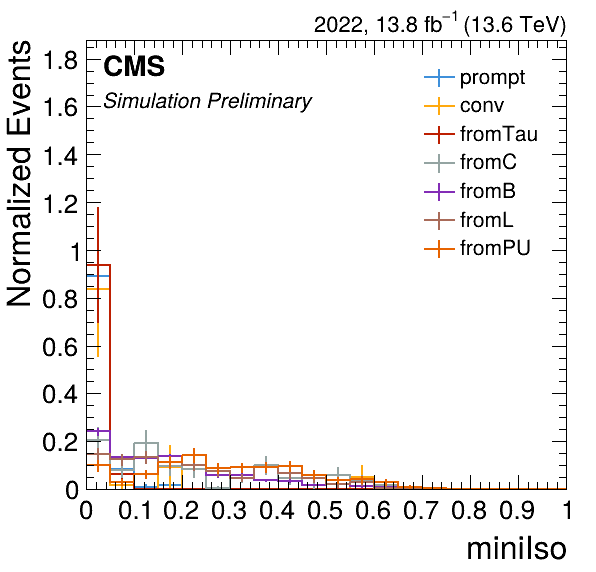 2022, 13.8 fb⁻¹ (13.6 TeV)
CMS
Simulation Preliminary
prompt
conv
fromTau
fromC
fromB
fromL
fromPU
Normalized Events
1.8
1.6
1.4
1.2
1
0.8
0.6
0.4
0.2
0
0 0.1 0.2 0.3 0.4 0.5 0.6 0.7 0.8 0.9 1
miniIso